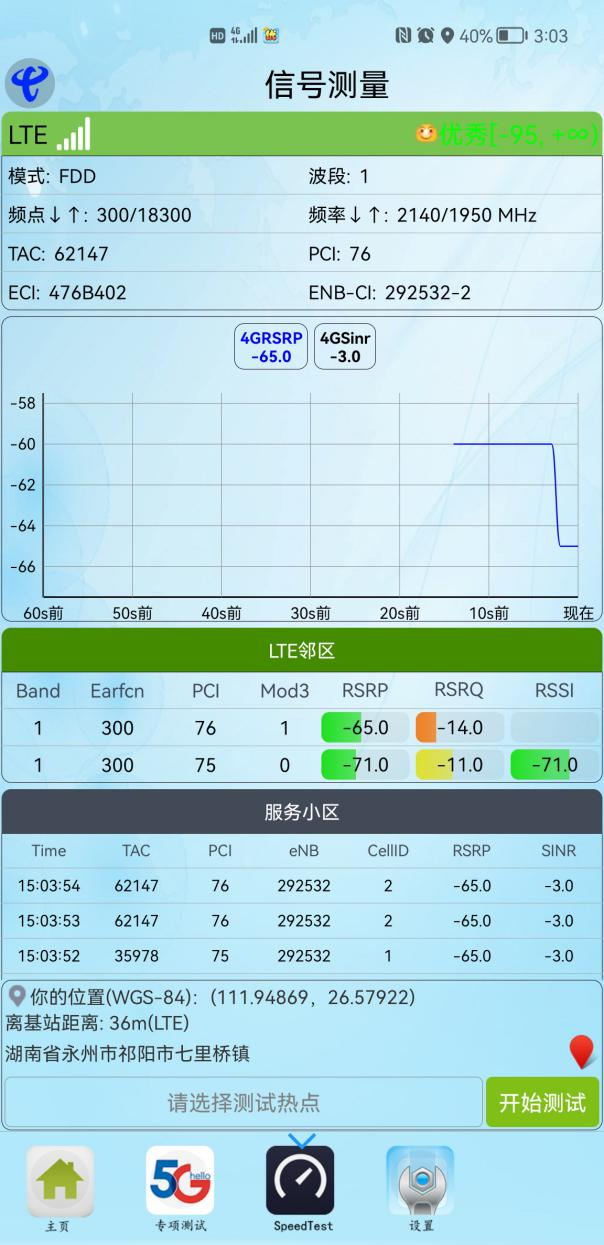 HD 4G 40% 3:03
信号测量
LTE 优秀[-95, +∞)
模式: FDD 波段: 1
频点↓↑: 300/18300 频率↓↑: 2140/1950 MHz
TAC: 62147 PCI: 76
ECI: 476B402 ENB-CI: 292532-2
4GRSRP 4GSinr
-65.0 -3.0
-58
-60
-62
-64
-66
60s前 50s前 40s前 30s前 20s前 10s前 现在
LTE邻区
Band Earfcn PCI Mod3 RSRP RSRQ RSSI
1 300 76 1 -65.0 -14.0
1 300 75 0 -71.0 -11.0 -71.0
服务小区
Time TAC PCI eNB CellID RSRP SINR
15:03:54 62147 76 292532 2 -65.0 -3.0
15:03:53 62147 76 292532 2 -65.0 -3.0
15:03:52 35978 75 292532 1 -65.0 -3.0
你的位置(WGS-84): (111.94869, 26.57922)
离基站距离: 36m(LTE)
湖南省永州市祁阳市七里桥镇
请选择测试热点 开始测试
5G hello
主页 专项测试 SpeedTest 设置